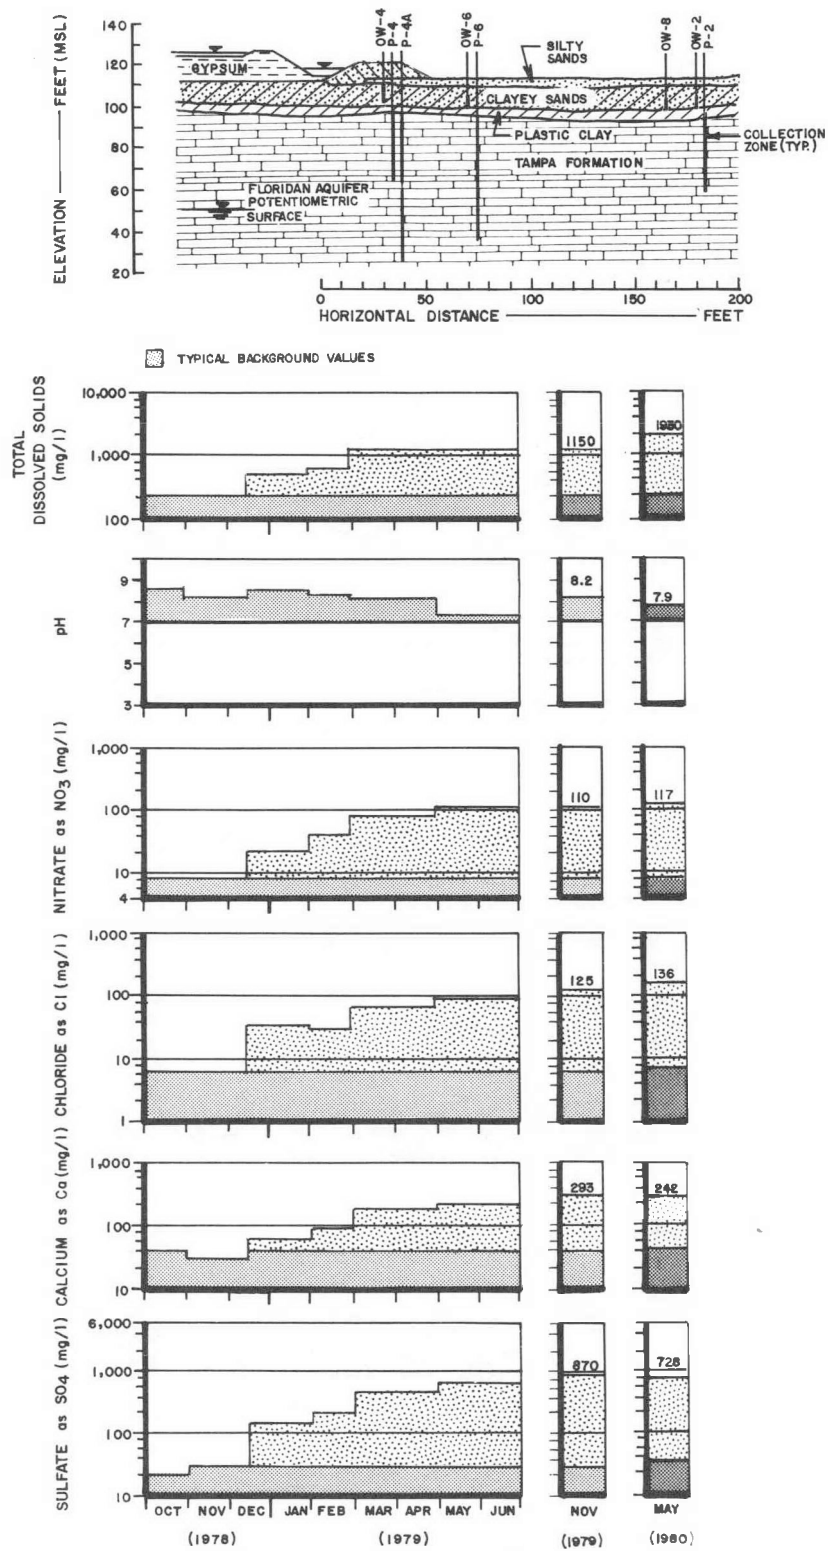 ELEVATION — FEET (MSL)
140
120
100
80
60
40
20
OW-4
P-4
P-4A
OW-6
P-6
OW-8
OW-2
P-2
SILTY
SANDS
GYPSUM
CLAYEY SANDS
PLASTIC CLAY
COLLECTION
ZONE (TYP.)
TAMPA FORMATION
FLORIDAN AQUIFER
POTENTIOMETRIC
SURFACE
0 50 100 150 200
HORIZONTAL DISTANCE — FEET
TYPICAL BACKGROUND VALUES
TOTAL
DISSOLVED SOLIDS
(mg/l)
10,000
1,000
100
1150
1930
pH
9
7
5
3
8.2
7.9
NITRATE as NO3 (mg/l)
1,000
100
10
4
110
117
CHLORIDE as Cl (mg/l)
1,000
100
10
1
125
136
CALCIUM as Ca (mg/l)
1,000
100
10
293
242
SULFATE as SO4 (mg/l)
6,000
1,000
100
10
870
728
OCT NOV DEC JAN FEB MAR APR MAY JUN
(1978) (1979)
NOV
(1979)
MAY
(1980)